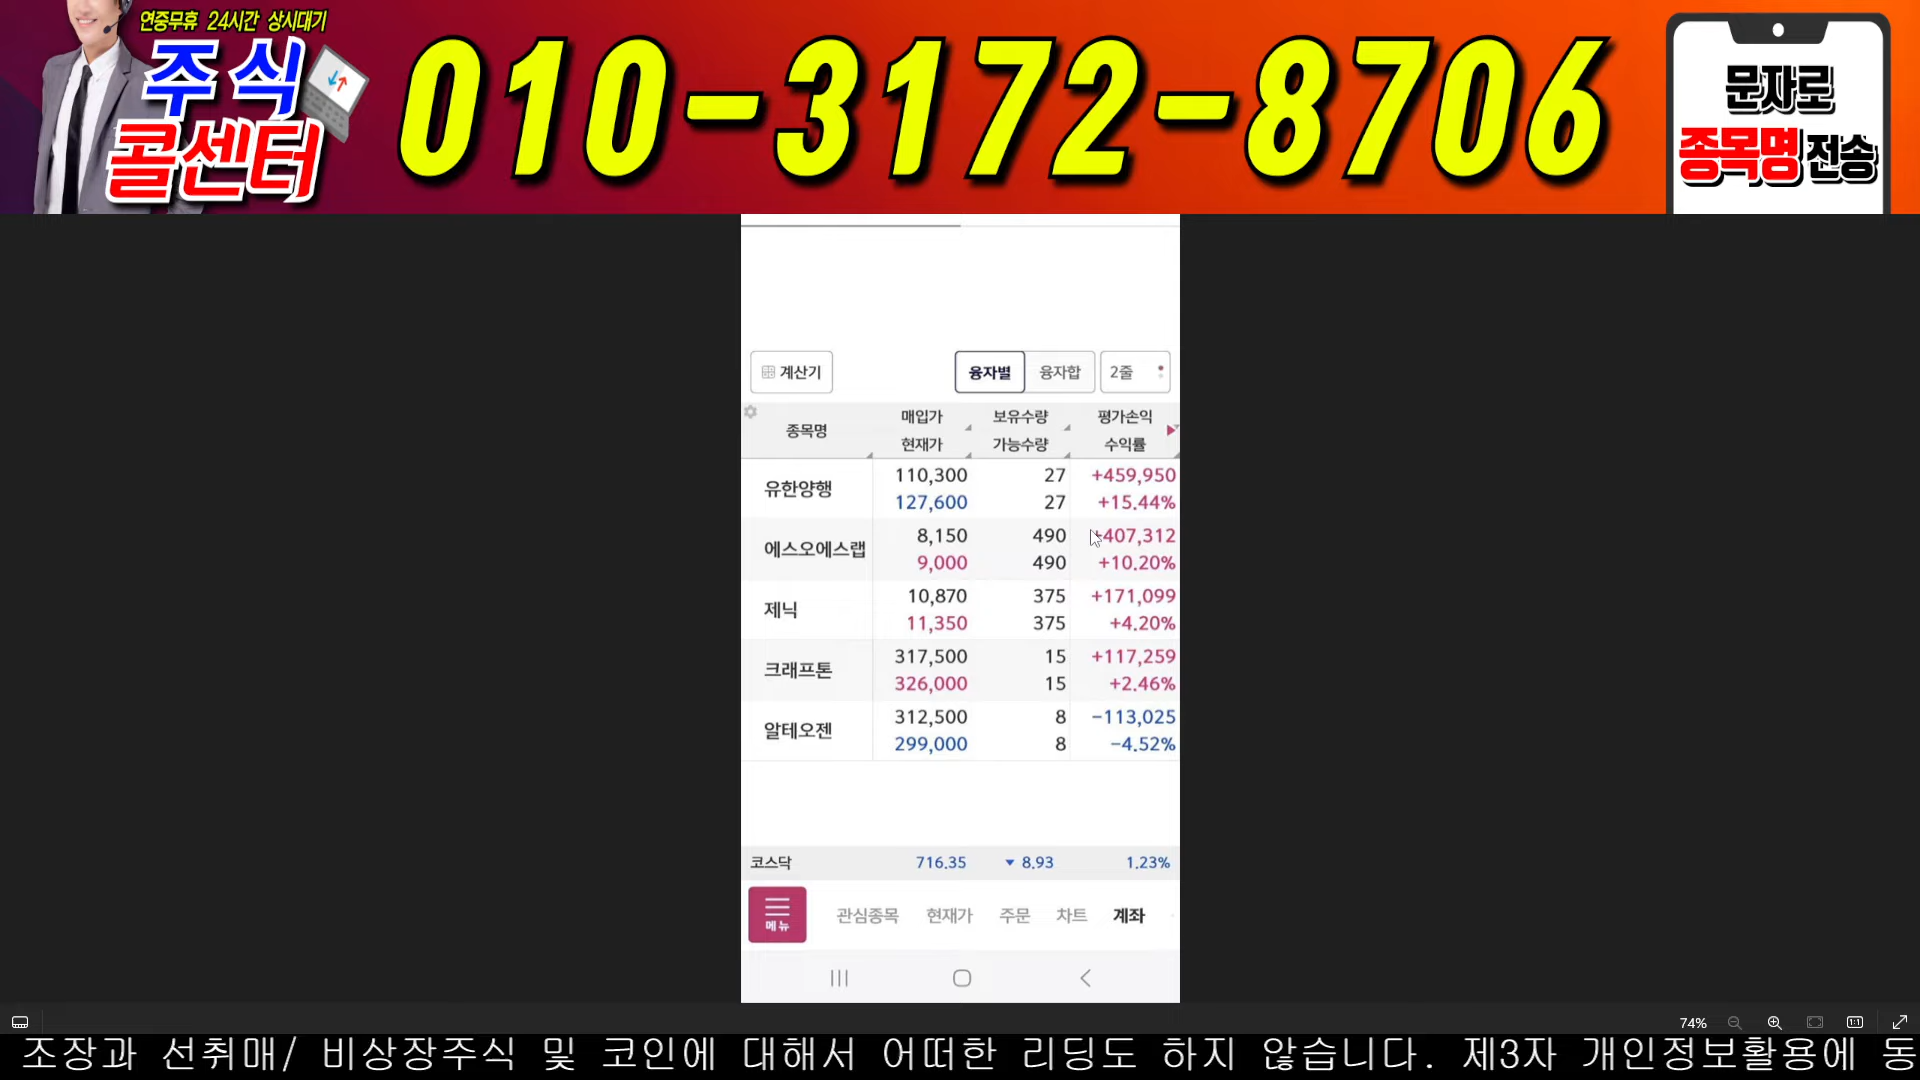 연중무휴 24시간 상시대기
주식
콜센터
010-3172-8706
문자로
종목명 전송
계산기
융자별 융자합 2줄
종목명 매입가 보유수량 평가손익
현재가 가능수량 수익률
유한양행 110,300 27 +459,950
127,600 27 +15.44%
에스오에스랩 8,150 490 +407,312
9,000 490 +10.20%
제닉 10,870 375 +171,099
11,350 375 +4.20%
크래프톤 317,500 15 +117,259
326,000 15 +2.46%
알테오젠 312,500 8 -113,025
299,000 8 -4.52%
코스닥 716.35 ▼ 8.93 1.23%
메뉴 관심종목 현재가 주문 차트 계좌
74% 1:1
조장과 선취매/ 비상장주식 및 코인에 대해서 어떠한 리딩도 하지 않습니다. 제3자 개인정보활용에 동